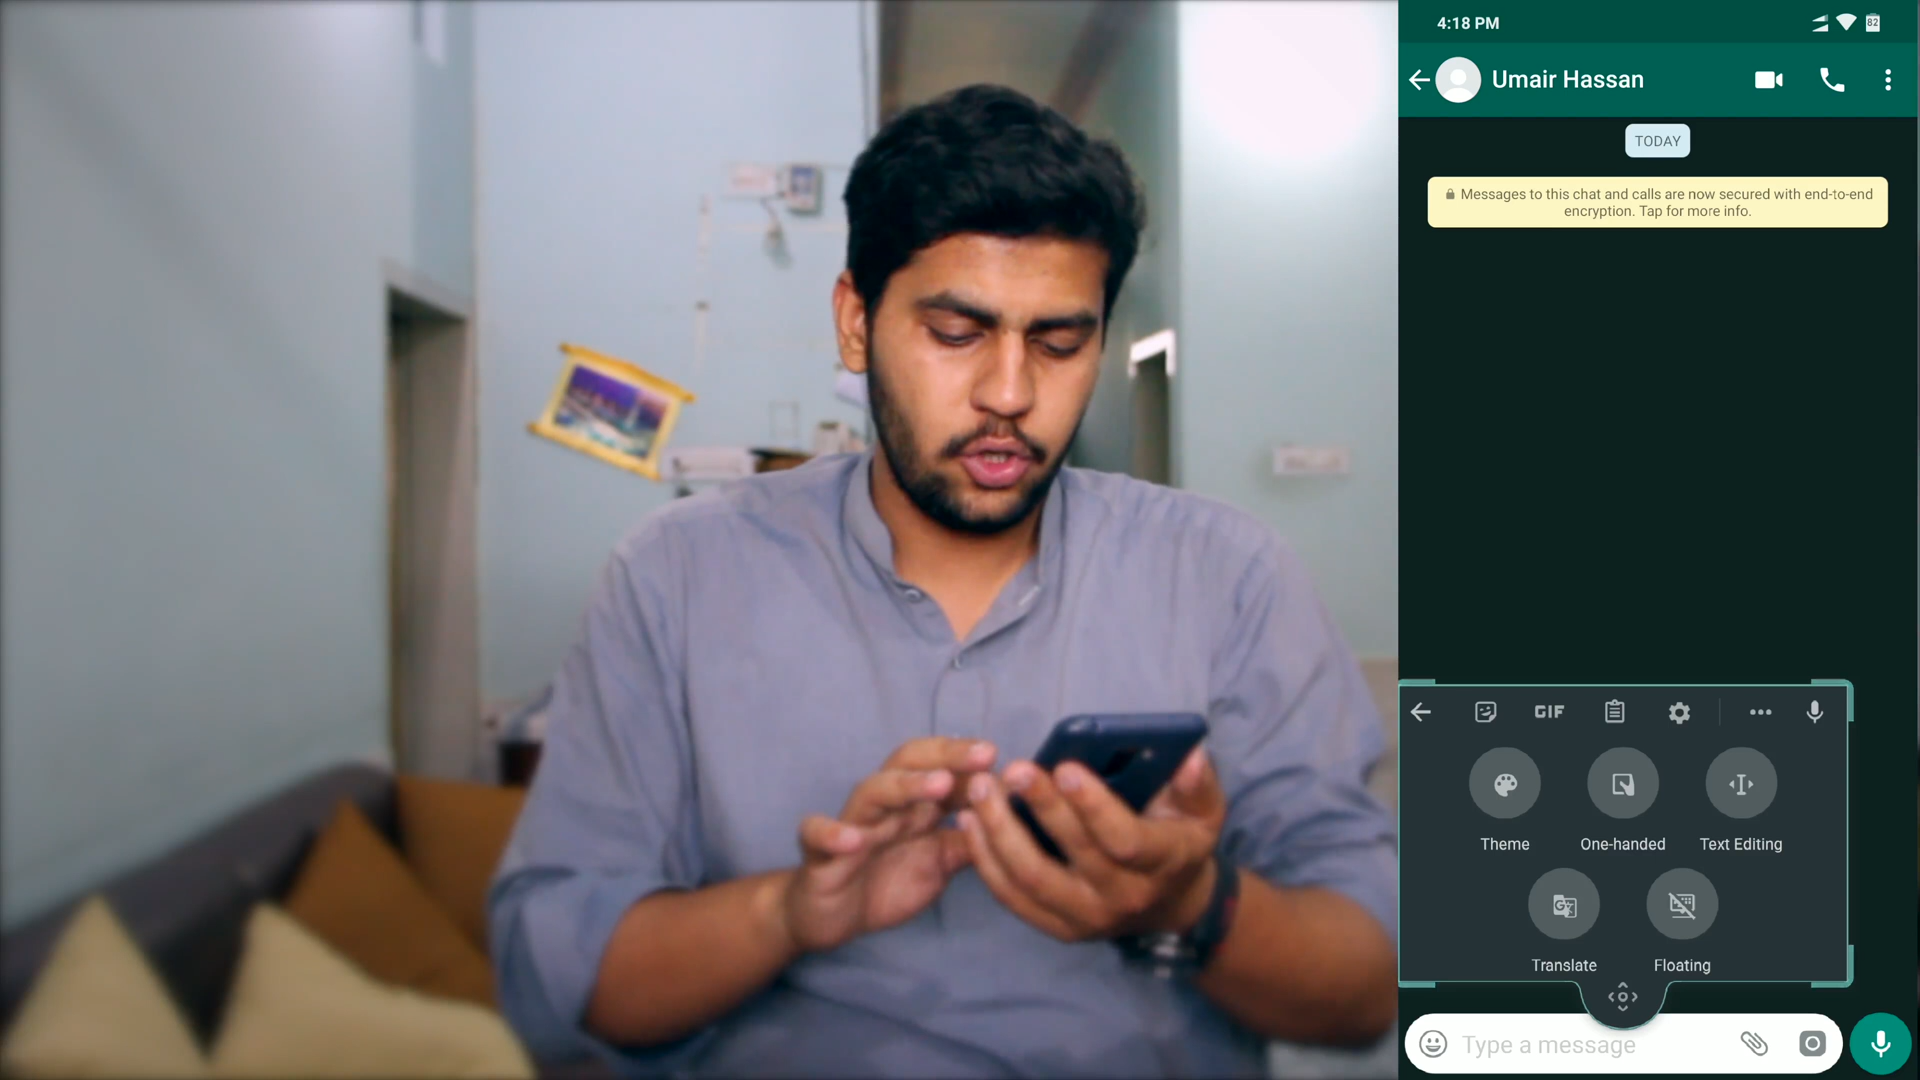 4:18 PM
82
Umair Hassan
TODAY
Messages to this chat and calls are now secured with end-to-end
encryption. Tap for more info.
GIF
Theme
One-handed
Text Editing
Translate
Floating
Type a message